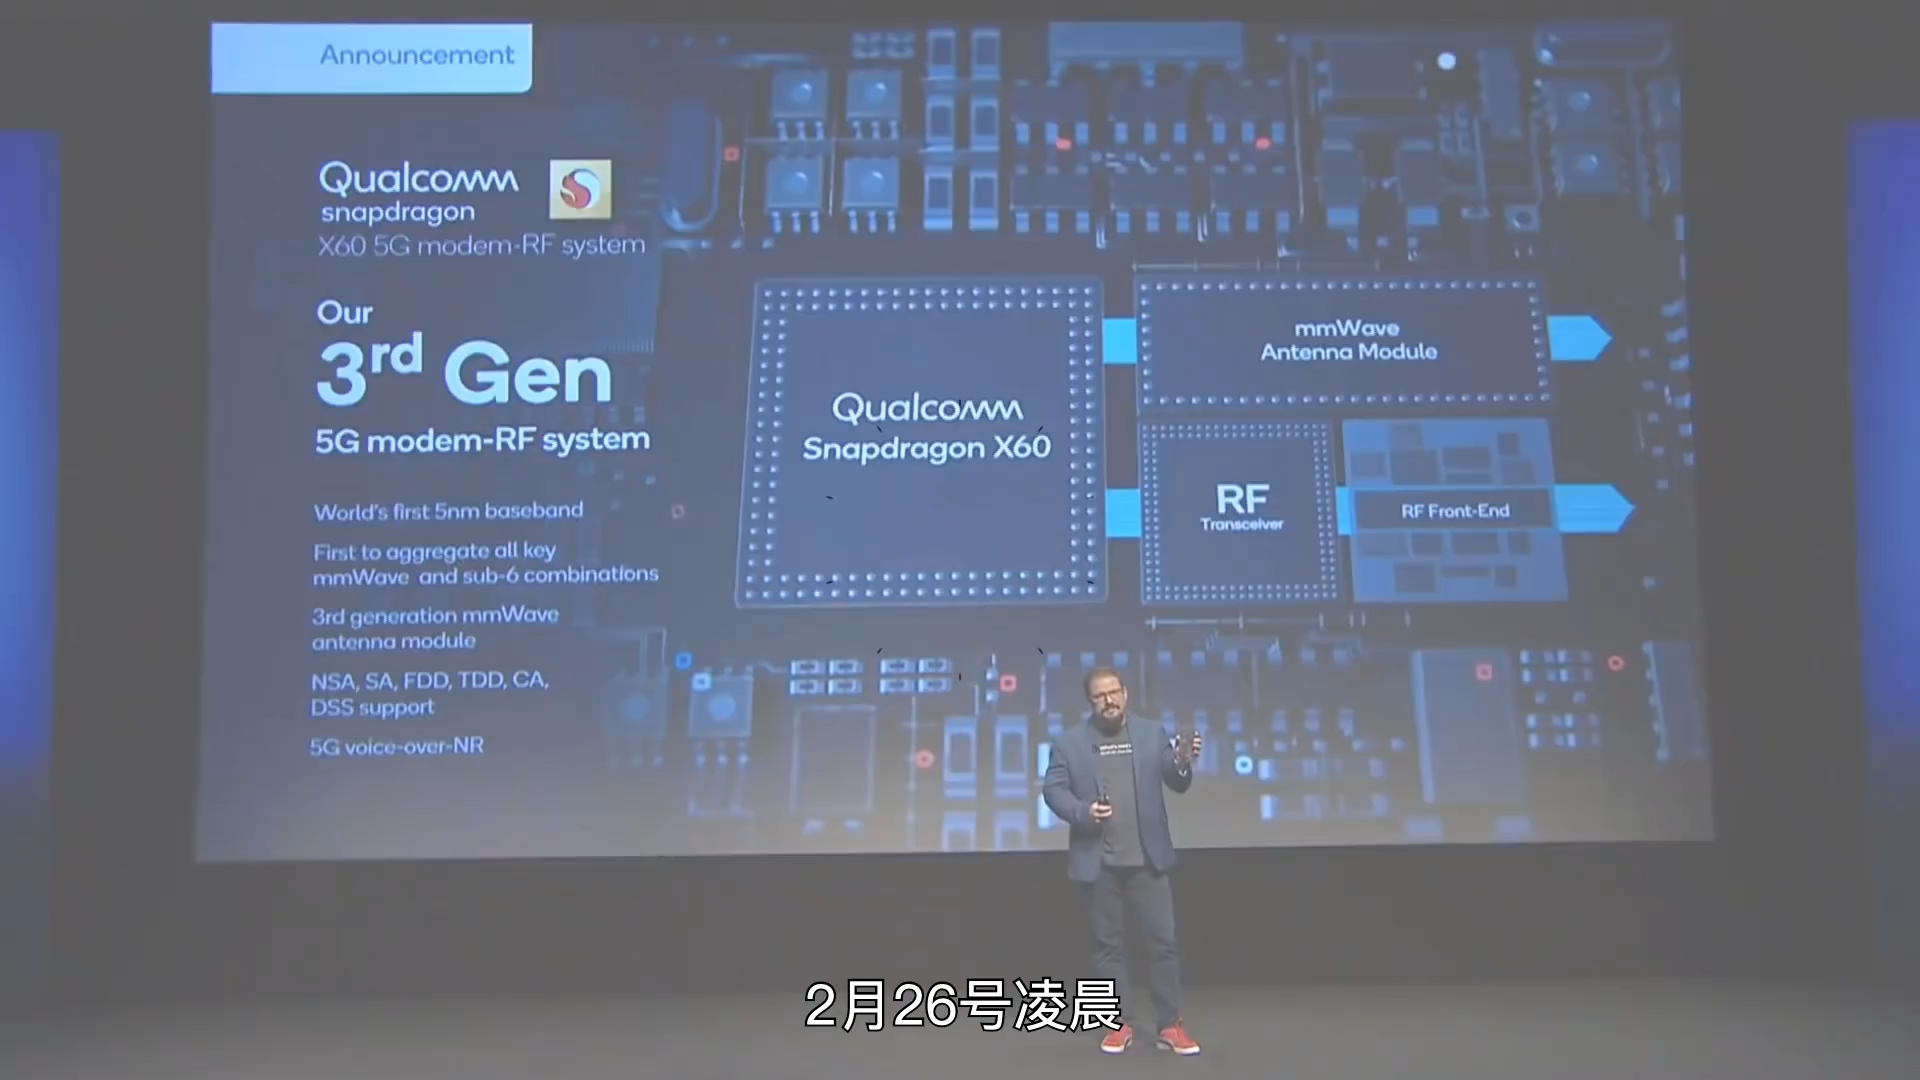 Announcement
Qualcomm
snapdragon
X60 5G modem-RF system
Our
3rd Gen
5G modem-RF system
World's first 5nm baseband
First to aggregate all key
mmWave and sub-6 combinations
3rd generation mmWave
antenna module
NSA, SA, FDD, TDD, CA,
DSS support
5G voice-over-NR
Qualcomm
Snapdragon X60
mmWave
Antenna Module
RF
Transceiver
RF Front-End
2月26号凌晨